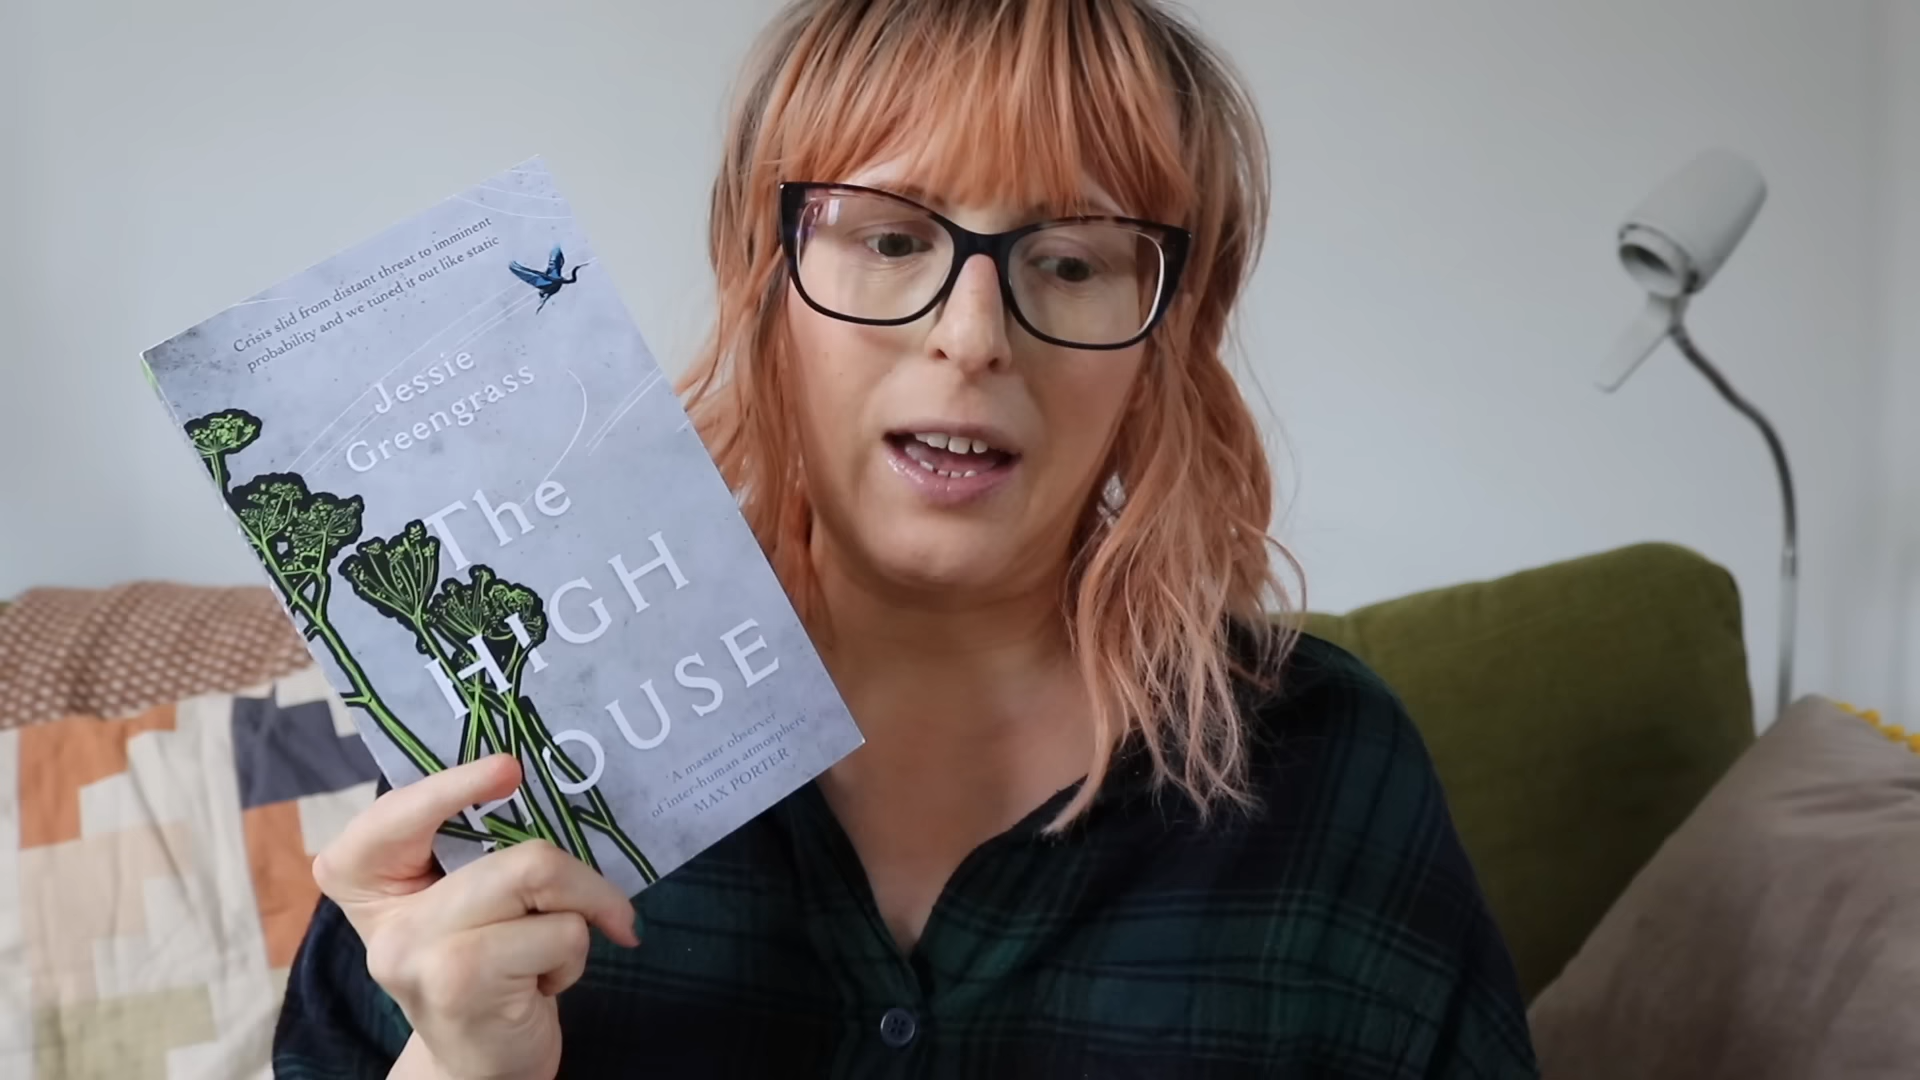 Crisis slid from distant threat to imminent
probability and we tuned it out like static
Jessie
Greengrass
The
HIGH
HOUSE
'A master observer
of inter-human atmosphere'
MAX PORTER